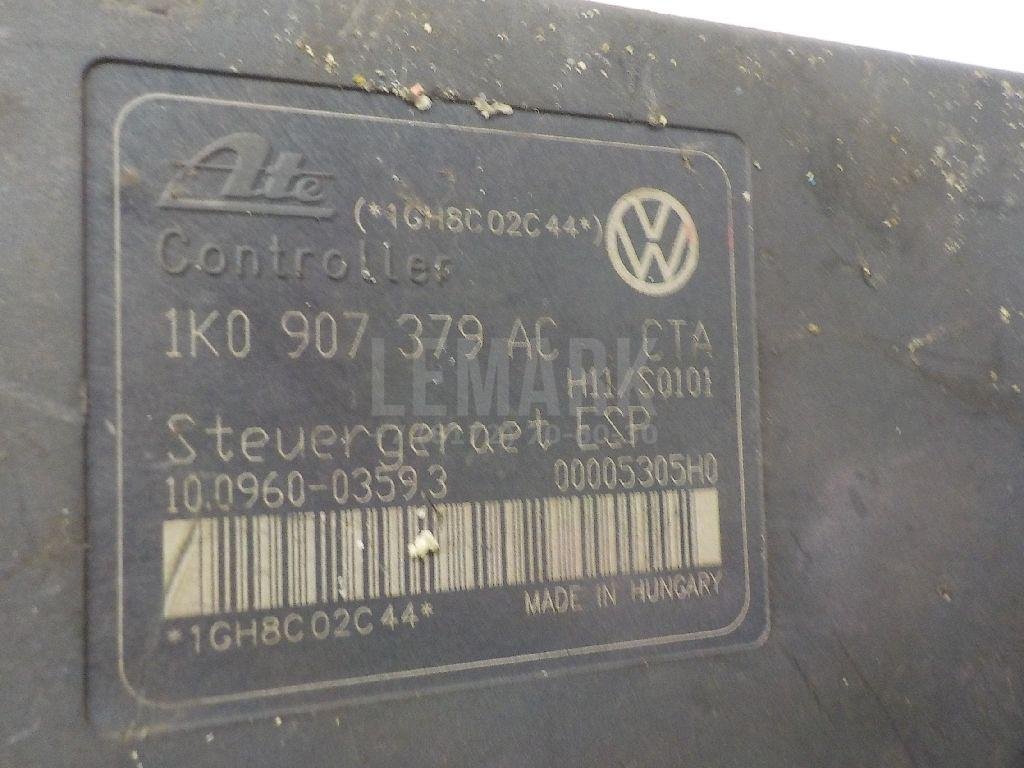 Ate
(*1GH8C02C44*)
Controller
1K0 907 379 AC CTA
H11/S0101
LEMARK
Steuergeraet ESP
10.0960-0359.3 00005305H0
*1GH8C02C44* MADE IN HUNGARY